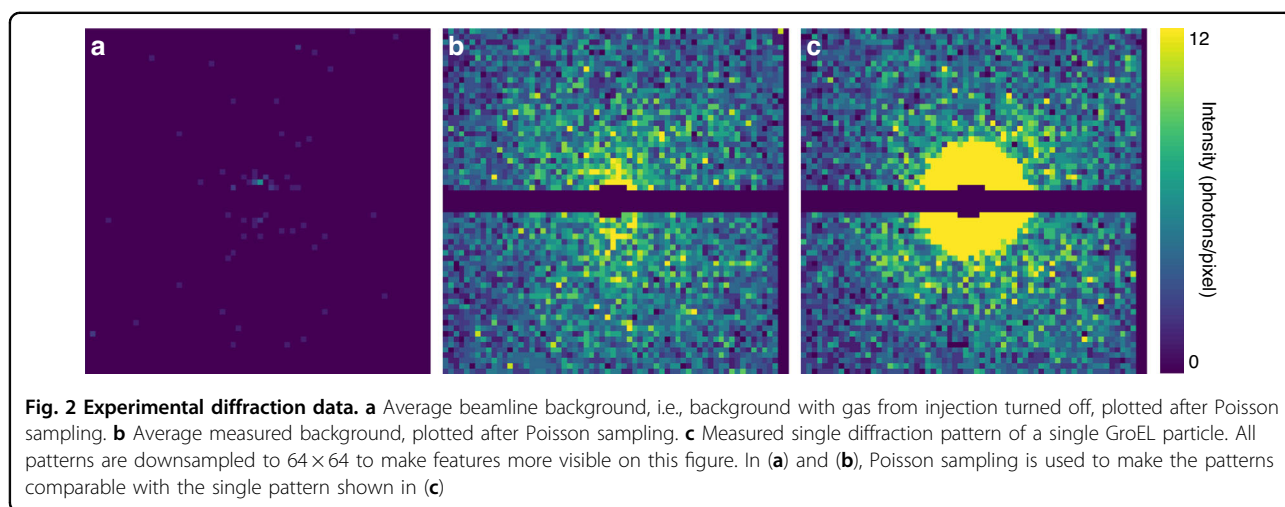 a
b
c
12
Intensity (photons/pixel)
0
Fig. 2 Experimental diffraction data. a Average beamline background, i.e., background with gas from injection turned off, plotted after Poisson
sampling. b Average measured background, plotted after Poisson sampling. c Measured single diffraction pattern of a single GroEL particle. All
patterns are downsampled to 64 × 64 to make features more visible on this figure. In (a) and (b), Poisson sampling is used to make the patterns
comparable with the single pattern shown in (c)